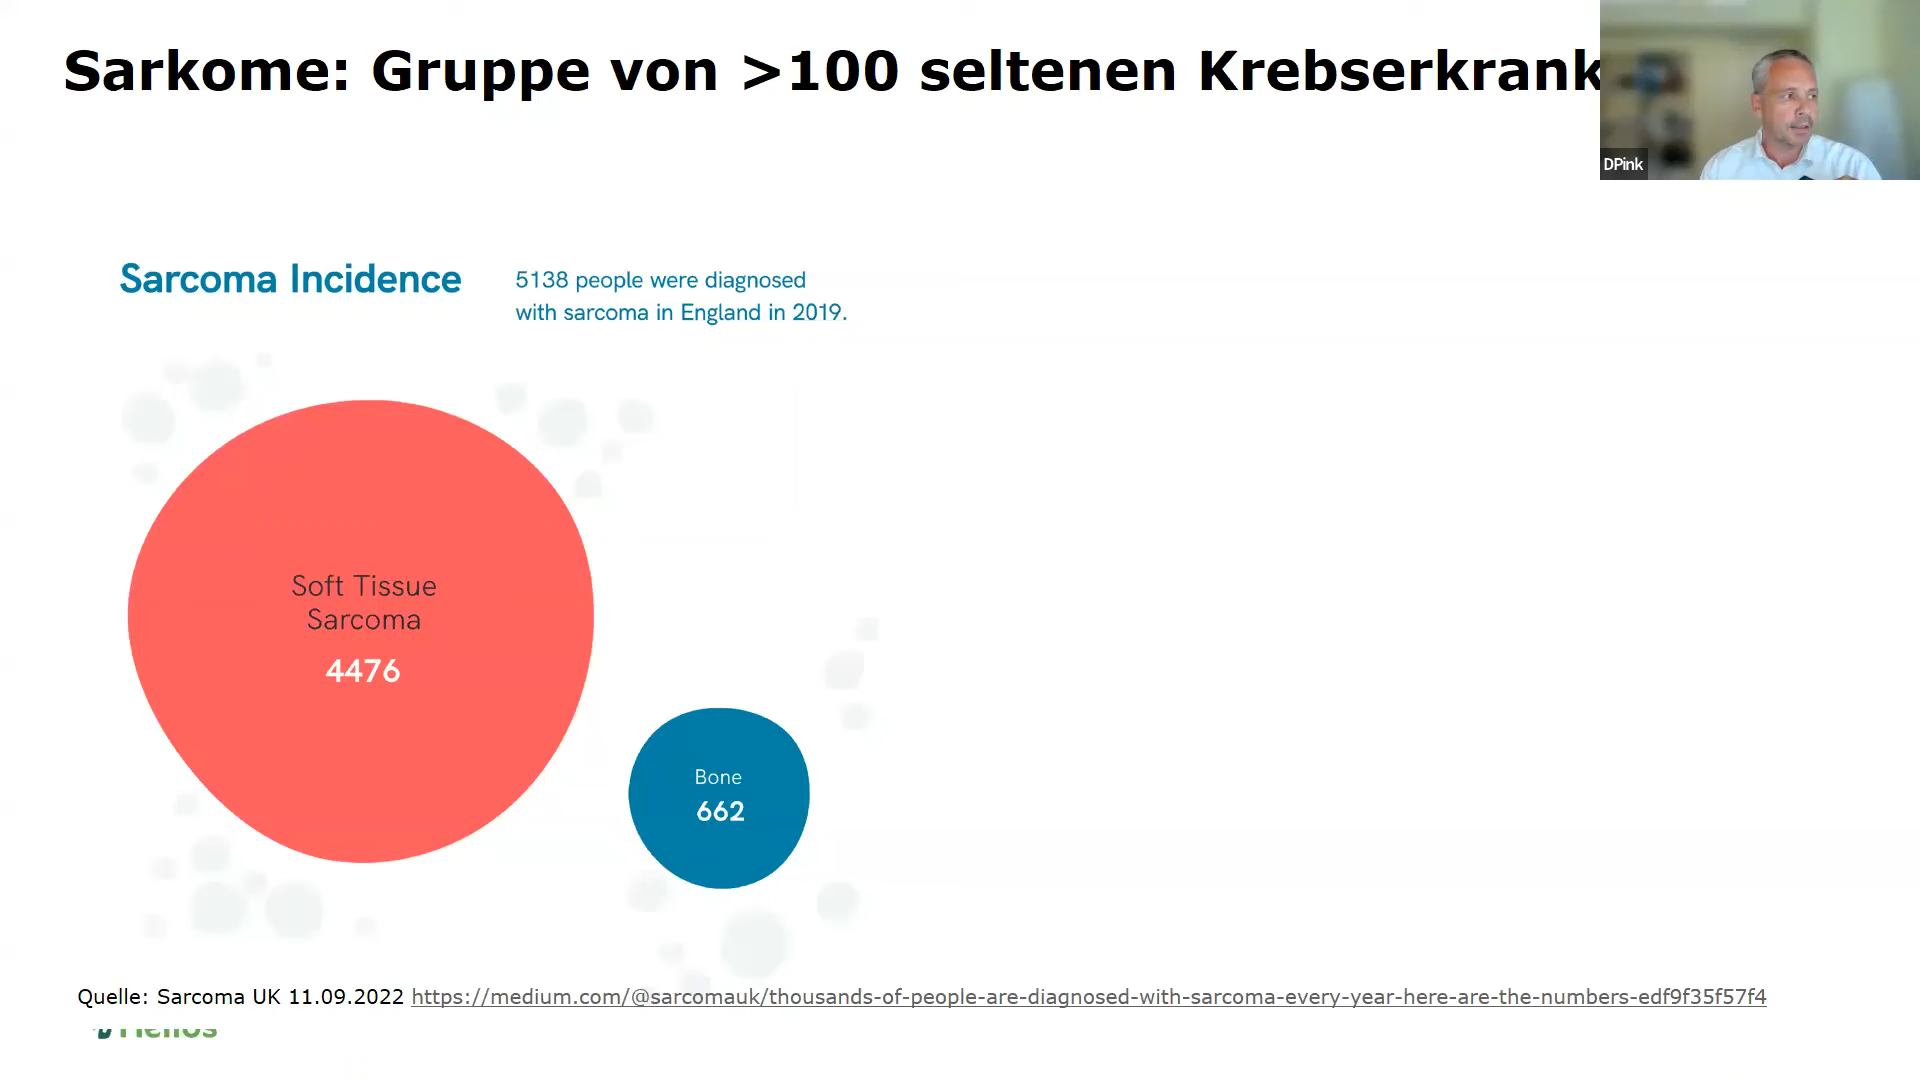 Sarkome: Gruppe von >100 seltenen Krebserkrank
DPink
Sarcoma Incidence
5138 people were diagnosed
with sarcoma in England in 2019.
Soft Tissue
Sarcoma
4476
Bone
662
Quelle: Sarcoma UK 11.09.2022 https://medium.com/@sarcomauk/thousands-of-people-are-diagnosed-with-sarcoma-every-year-here-are-the-numbers-edf9f35f57f4
Helios